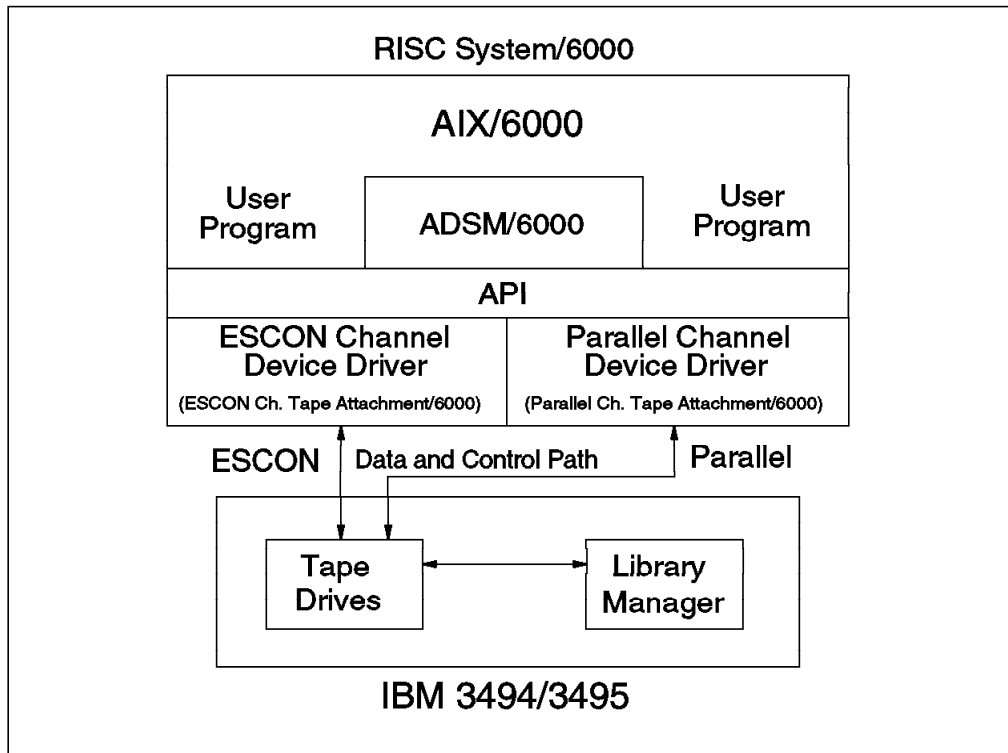 RISC System/6000
AIX/6000
User
Program
ADSM/6000
User
Program
API
ESCON Channel
Device Driver
(ESCON Ch. Tape Attachment/6000)
Parallel Channel
Device Driver
(Parallel Ch. Tape Attachment/6000)
ESCON
Data and Control Path
Parallel
Tape
Drives
Library
Manager
IBM 3494/3495